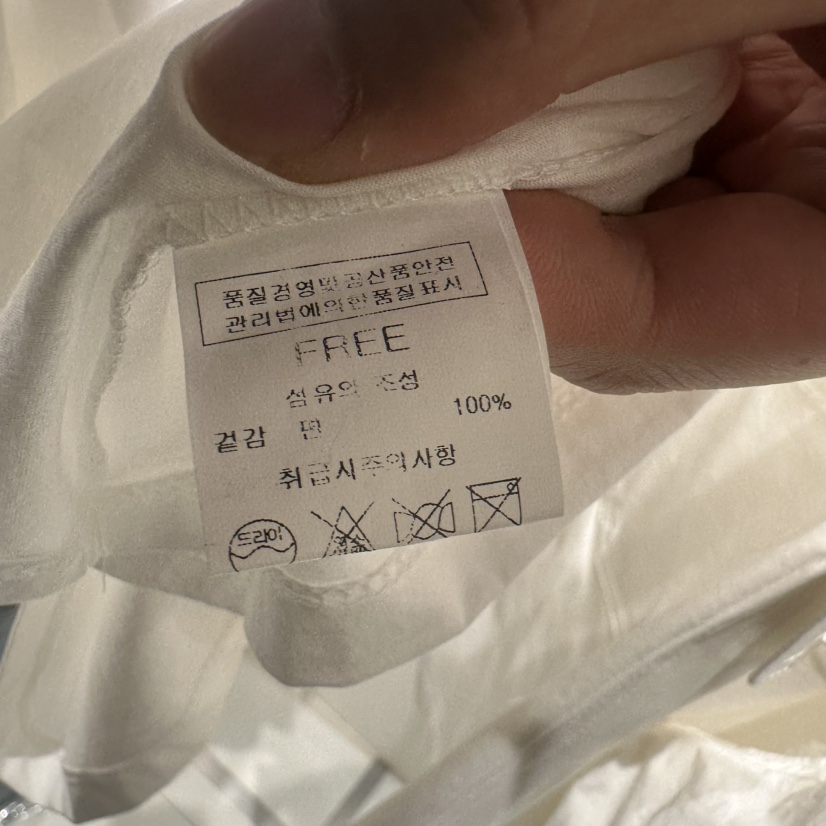 품질경영및공산품안전
관리법에의한품질표시
FREE
섬유의 조성
겉감 면 100%
취급시주의사항
드라이